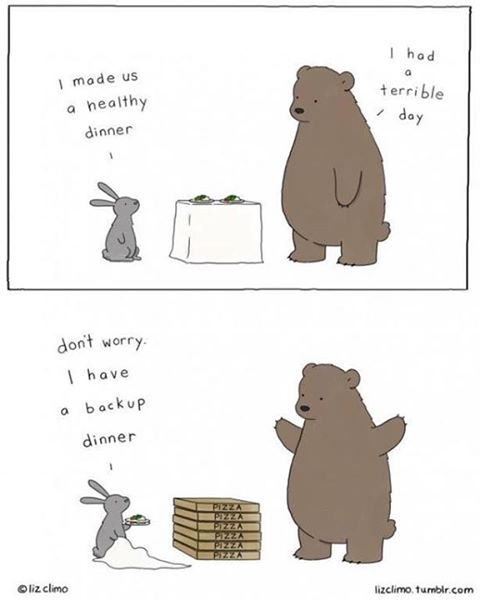 I made us
a healthy
dinner
I had
a
terrible
day
don't worry.
I have
a backup
dinner
PIZZA
PIZZA
PIZZA
PIZZA
PIZZA
PIZZA
© liz climo
lizclimo.tumblr.com